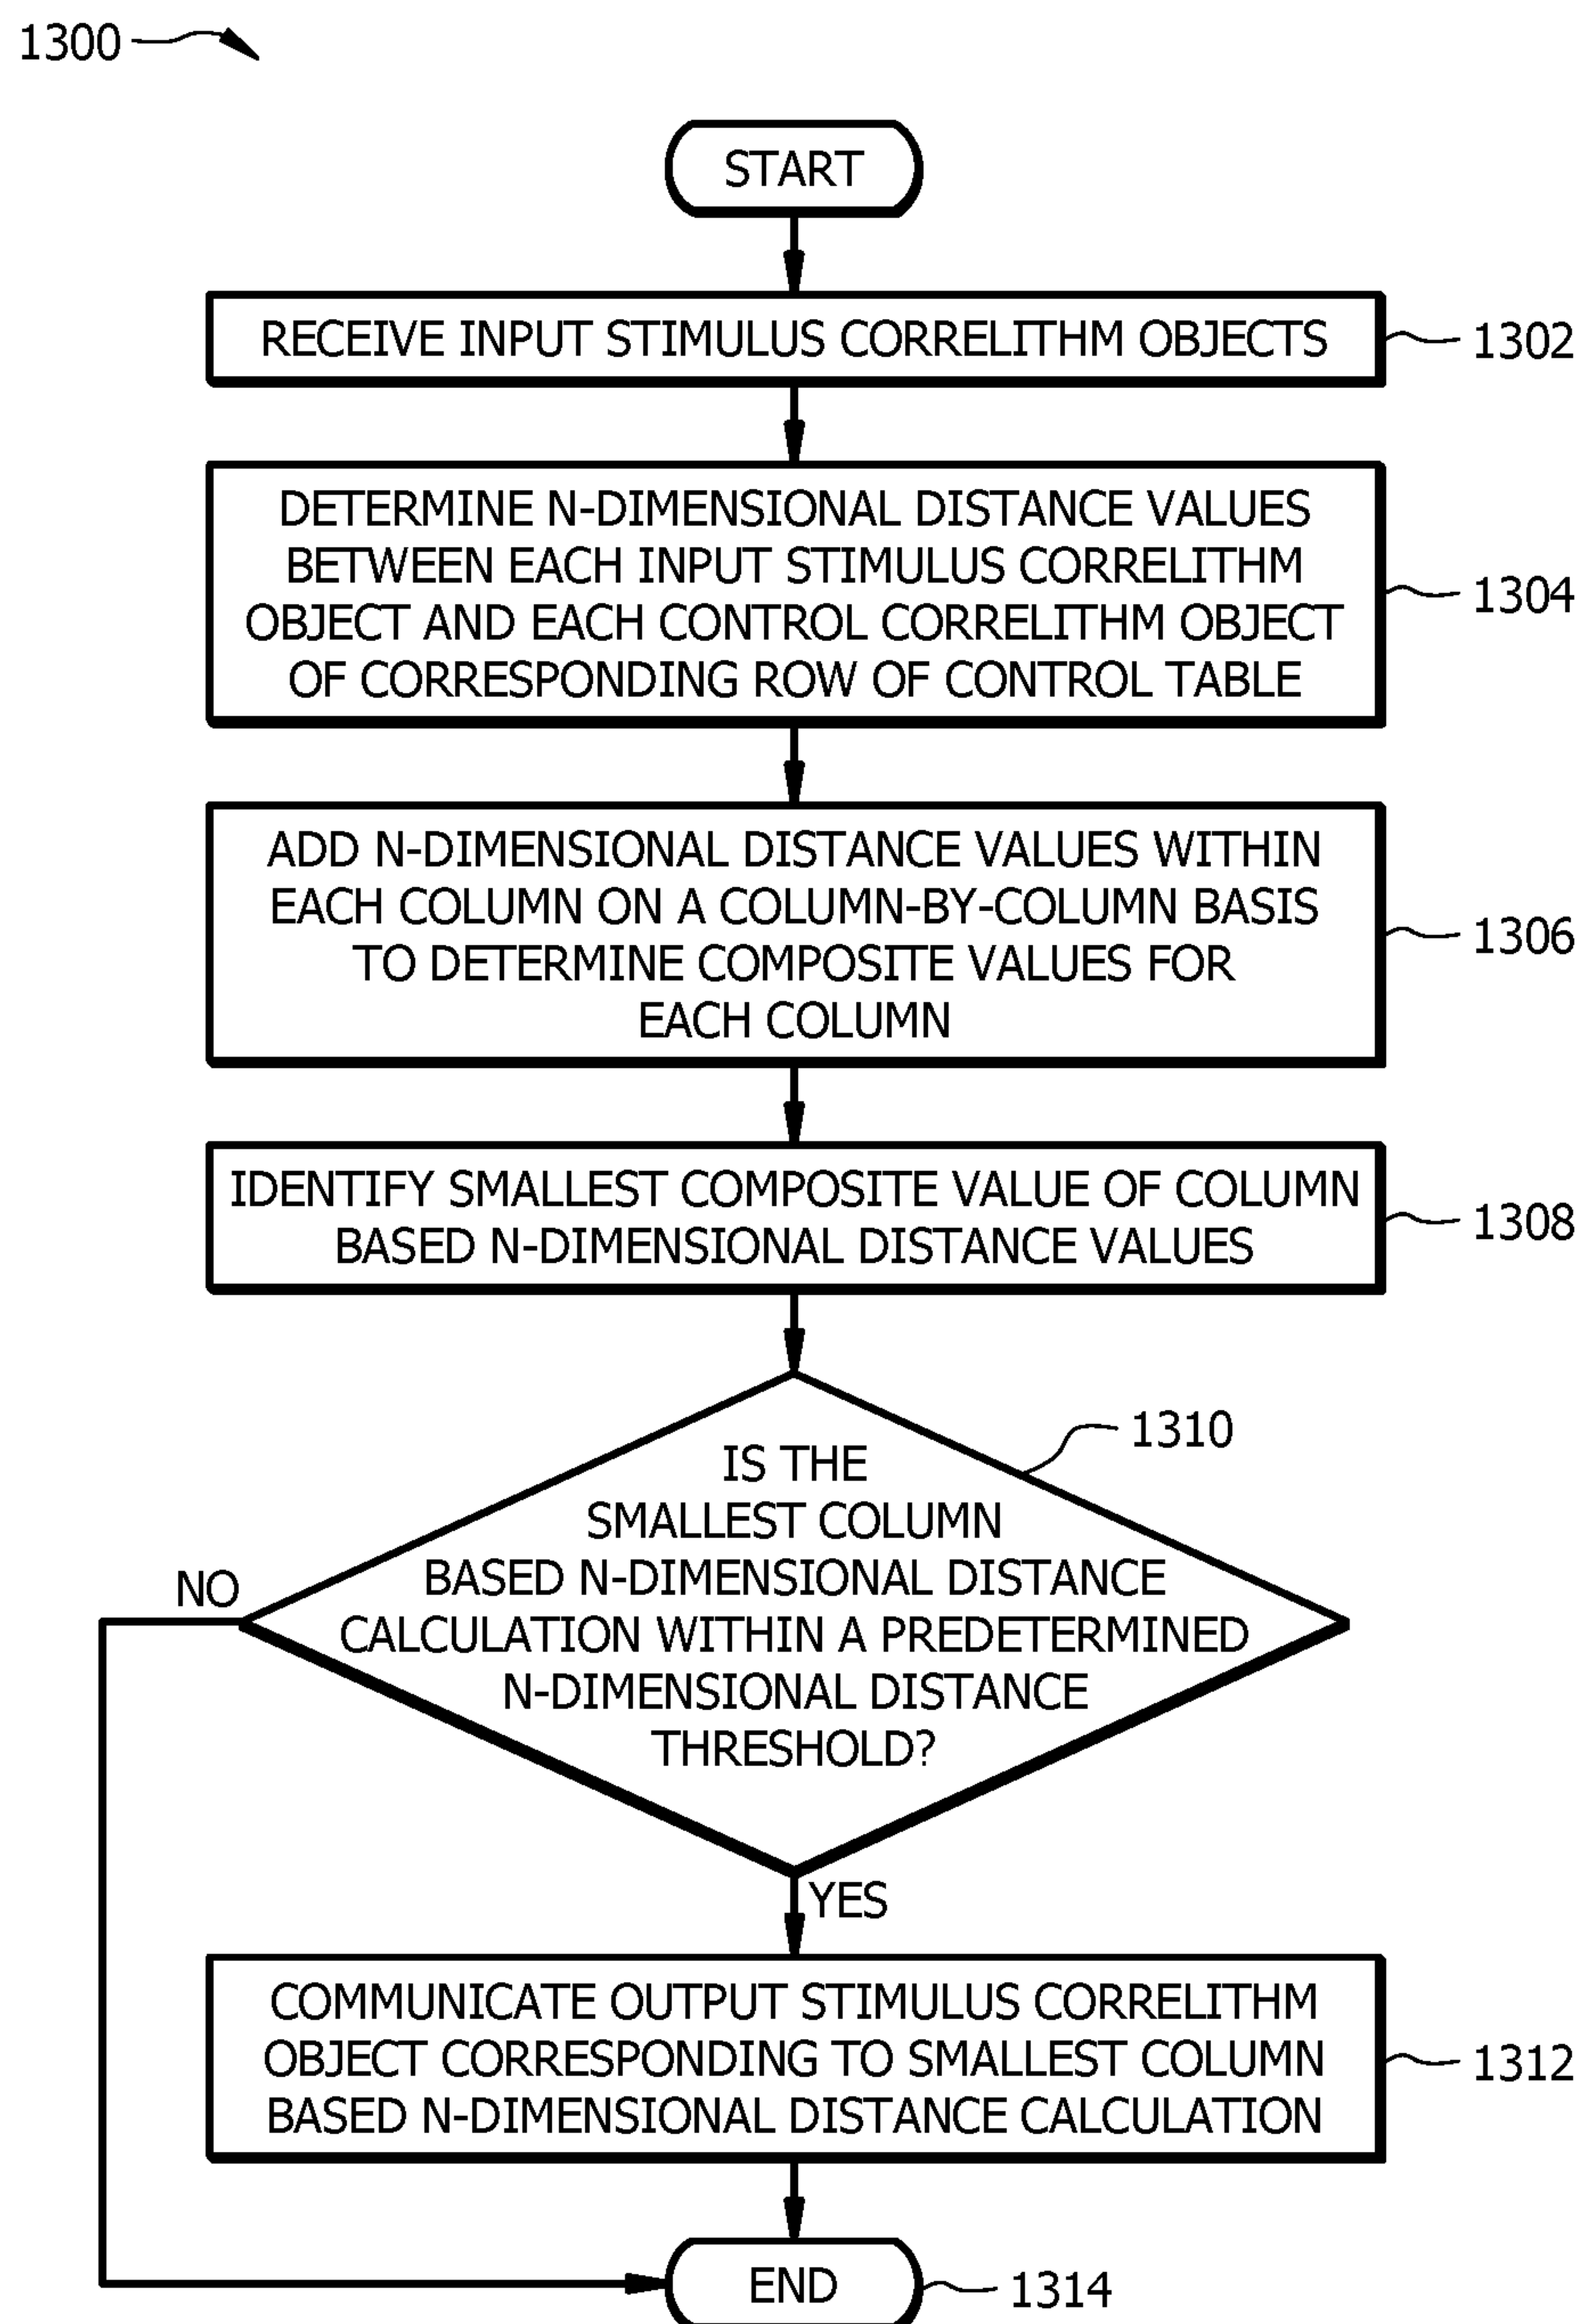 1300
START
RECEIVE INPUT STIMULUS CORRELITHM OBJECTS
1302
DETERMINE N-DIMENSIONAL DISTANCE VALUES
BETWEEN EACH INPUT STIMULUS CORRELITHM
OBJECT AND EACH CONTROL CORRELITHM OBJECT
OF CORRESPONDING ROW OF CONTROL TABLE
1304
ADD N-DIMENSIONAL DISTANCE VALUES WITHIN
EACH COLUMN ON A COLUMN-BY-COLUMN BASIS
TO DETERMINE COMPOSITE VALUES FOR
EACH COLUMN
1306
IDENTIFY SMALLEST COMPOSITE VALUE OF COLUMN
BASED N-DIMENSIONAL DISTANCE VALUES
1308
1310
IS THE
SMALLEST COLUMN
BASED N-DIMENSIONAL DISTANCE
CALCULATION WITHIN A PREDETERMINED
N-DIMENSIONAL DISTANCE
THRESHOLD?
NO
YES
COMMUNICATE OUTPUT STIMULUS CORRELITHM
OBJECT CORRESPONDING TO SMALLEST COLUMN
BASED N-DIMENSIONAL DISTANCE CALCULATION
1312
END
1314